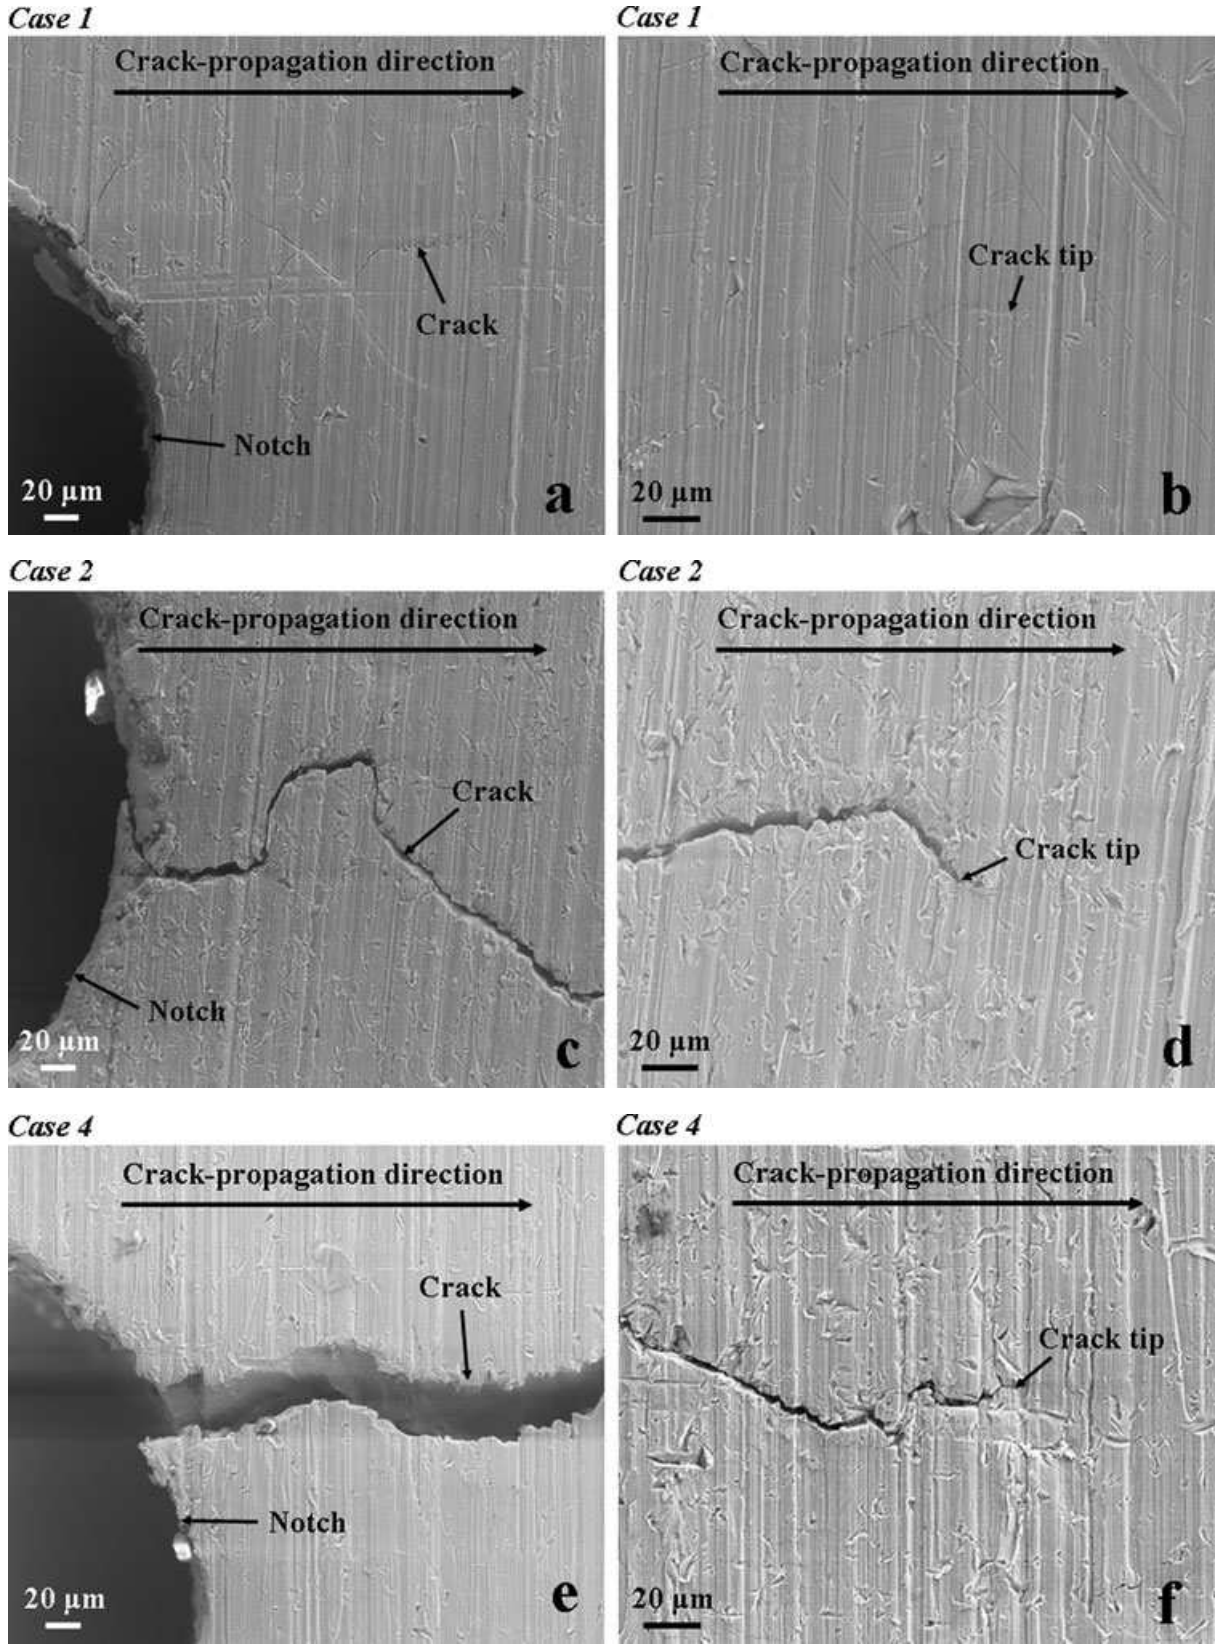 Case 1
Case 1
Crack-propagation direction
Crack-propagation direction
Crack tip
Crack
Notch
20 µm
a
20 µm
b
Case 2
Case 2
Crack-propagation direction
Crack-propagation direction
Crack
Crack tip
Notch
20 µm
c
20 µm
d
Case 4
Case 4
Crack-propagation direction
Crack-propagation direction
Crack
Crack tip
Notch
20 µm
e
20 µm
f